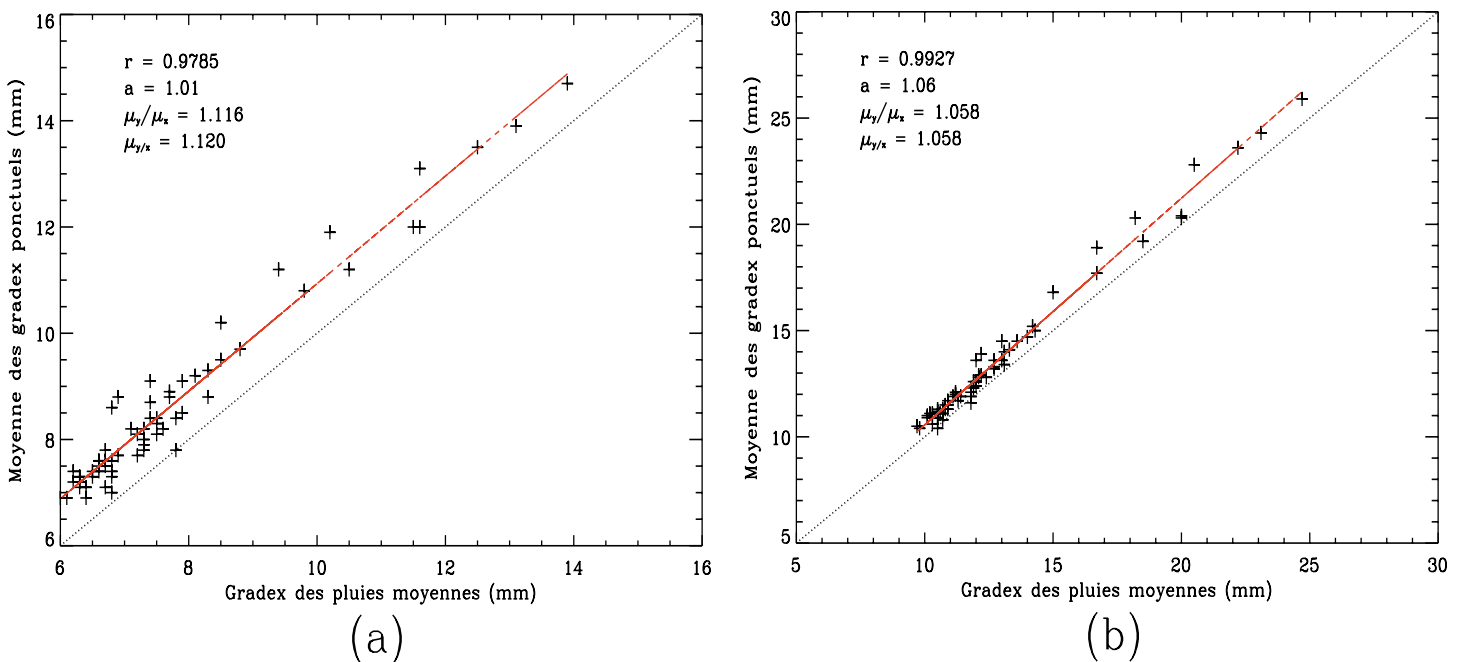 16
14
12
10
8
6
Moyenne des gradex ponctuels (mm)
r = 0.9785
a = 1.01
μy/μx = 1.116
μy/x = 1.120
6 8 10 12 14 16
Gradex des pluies moyennes (mm)
(a)
30
25
20
15
10
5
Moyenne des gradex ponctuels (mm)
r = 0.9927
a = 1.06
μy/μx = 1.058
μy/x = 1.058
5 10 15 20 25 30
Gradex des pluies moyennes (mm)
(b)